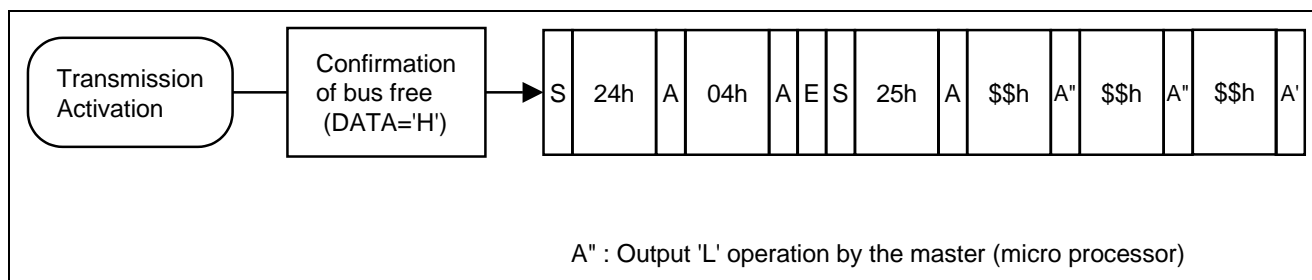 Transmission
Activation
Confirmation
of bus free
(DATA='H')
S 24h A 04h A E S 25h A $$h A" $$h A" $$h A'
A" : Output 'L' operation by the master (micro processor)